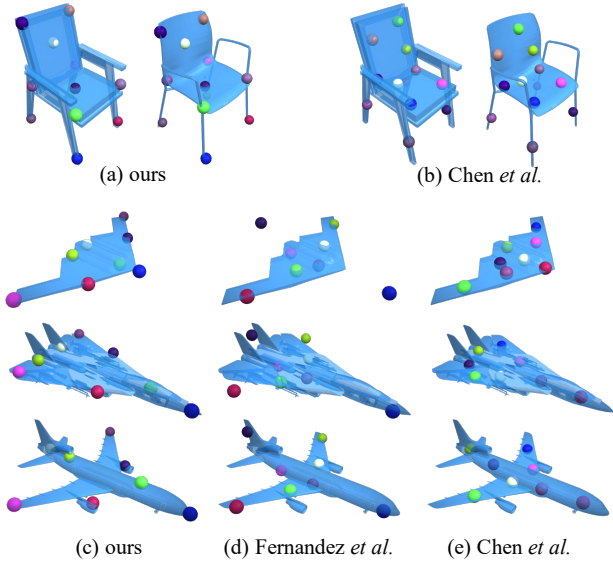 (a) ours
(b) Chen et al.
(c) ours
(d) Fernandez et al.
(e) Chen et al.